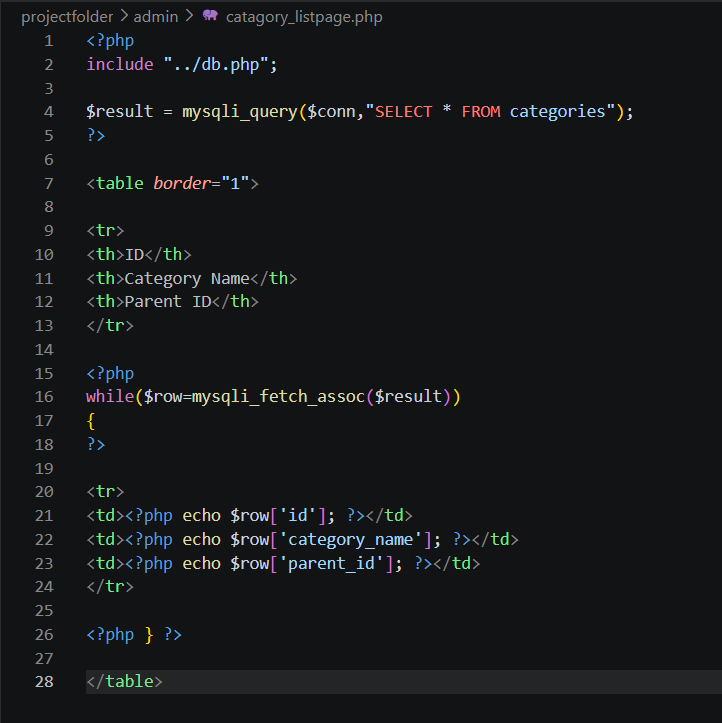 projectfolder > admin > catagory_listpage.php
1 <?php
2 include "../db.php";
3
4 $result = mysqli_query($conn,"SELECT * FROM categories");
5 ?>
6
7 <table border="1">
8
9 <tr>
10 <th>ID</th>
11 <th>Category Name</th>
12 <th>Parent ID</th>
13 </tr>
14
15 <?php
16 while($row=mysqli_fetch_assoc($result))
17 {
18 ?>
19
20 <tr>
21 <td><?php echo $row['id']; ?></td>
22 <td><?php echo $row['category_name']; ?></td>
23 <td><?php echo $row['parent_id']; ?></td>
24 </tr>
25
26 <?php } ?>
27
28 </table>